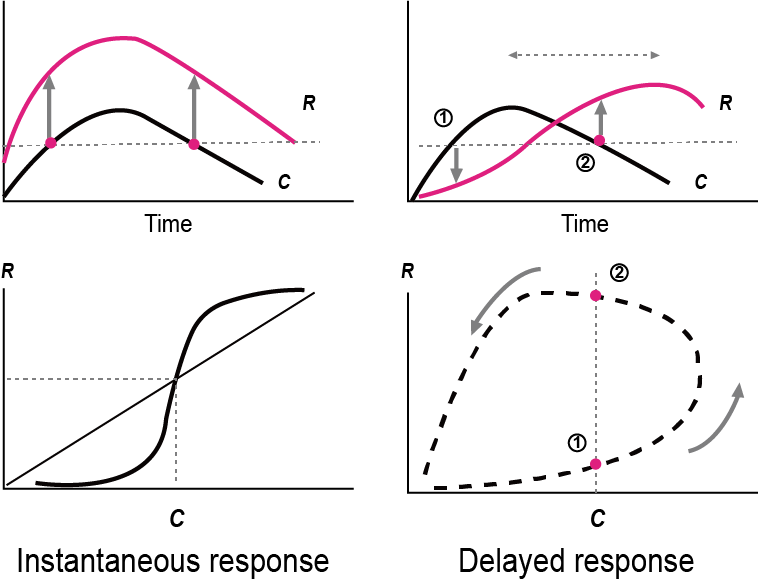 R
①
R
C
②
C
Time
Time
R
R
②
①
C
C
Instantaneous response
Delayed response